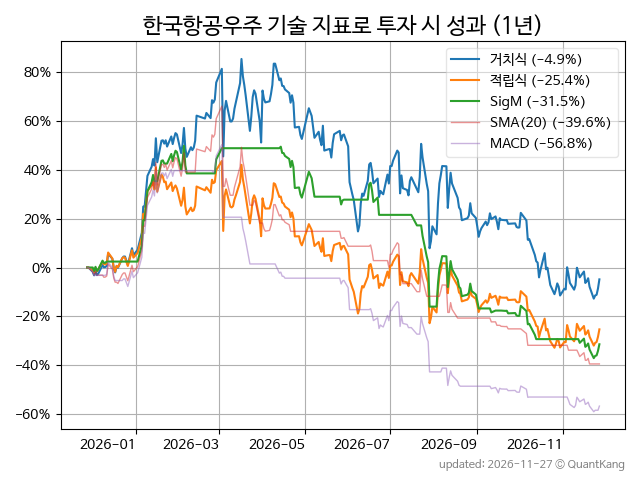 한국항공우주 기술 지표로 투자 시 성과 (1년)
거치식 (−4.9%)
적립식 (−25.4%)
SigM (−31.5%)
SMA(20) (−39.6%)
MACD (−56.8%)
80%
60%
40%
20%
0%
−20%
−40%
−60%
2026-01 2026-03 2026-05 2026-07 2026-09 2026-11
updated: 2026-11-27 © QuantKang